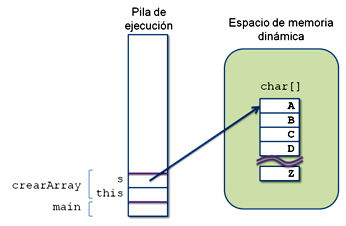 Pila de
ejecución
Espacio de memoria
dinámica
char[]
A
B
C
D
Z
crearArray
s
this
main